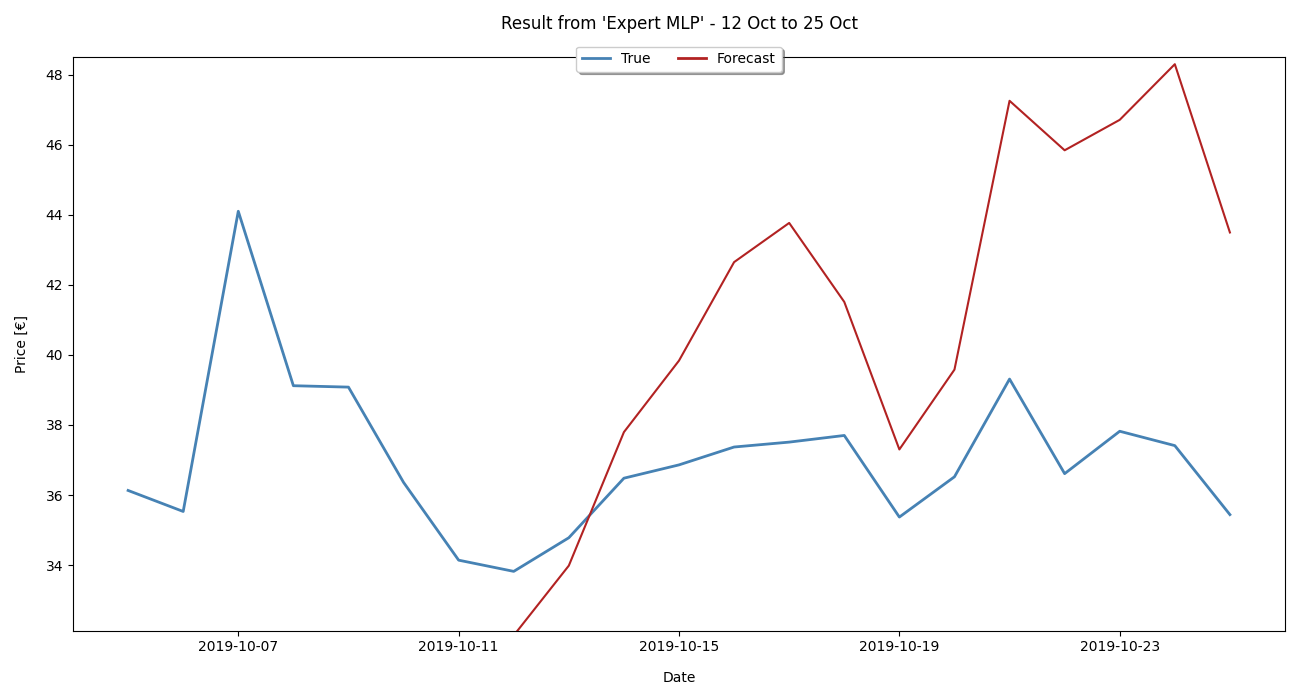 Result from 'Expert MLP' - 12 Oct to 25 Oct
True Forecast
48
46
44
42
40
38
36
34
Price [€]
2019-10-07 2019-10-11 2019-10-15 2019-10-19 2019-10-23
Date